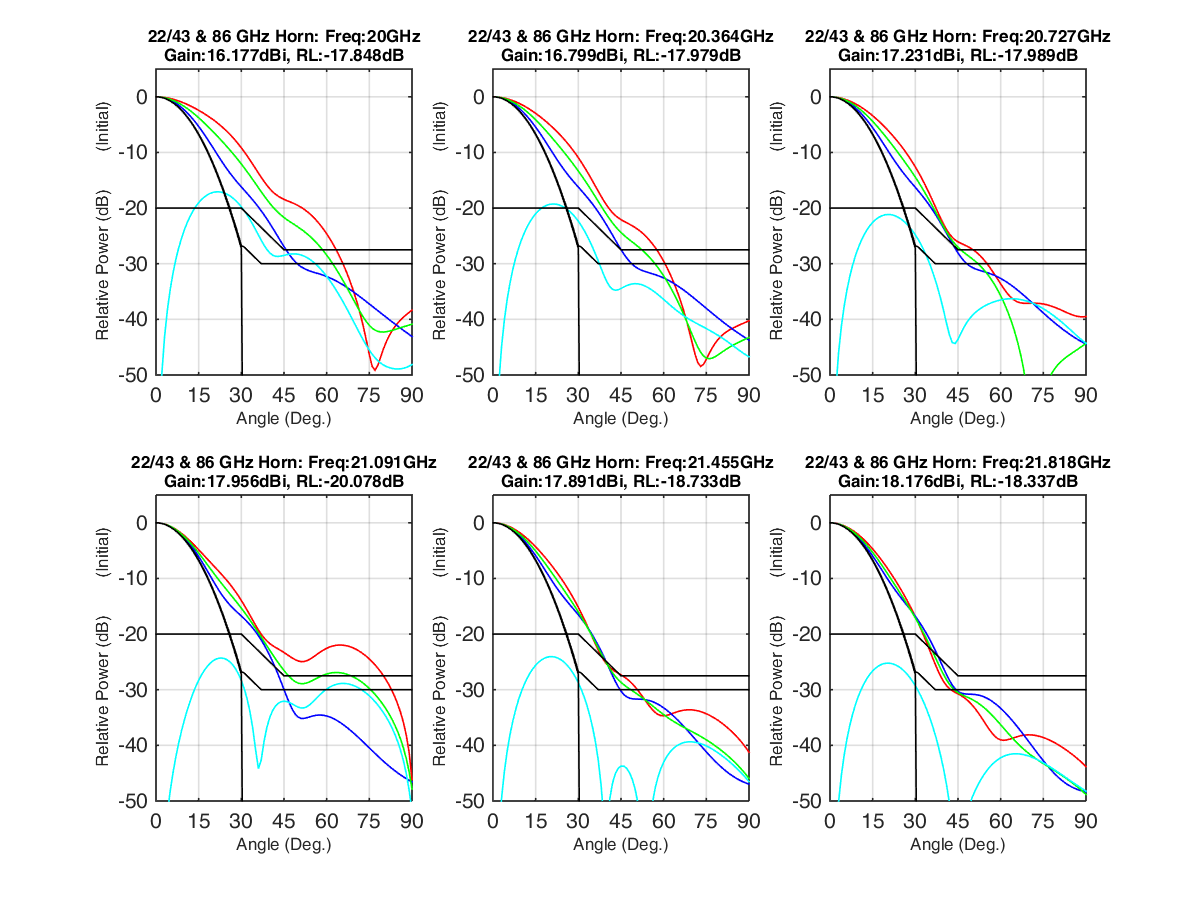 22/43 & 86 GHz Horn: Freq:20GHz
Gain:16.177dBi, RL:-17.848dB
0
-10
-20
-30
-40
-50
Relative Power (dB) (Initial)
0 15 30 45 60 75 90
Angle (Deg.)
22/43 & 86 GHz Horn: Freq:20.364GHz
Gain:16.799dBi, RL:-17.979dB
0
-10
-20
-30
-40
-50
Relative Power (dB) (Initial)
0 15 30 45 60 75 90
Angle (Deg.)
22/43 & 86 GHz Horn: Freq:20.727GHz
Gain:17.231dBi, RL:-17.989dB
0
-10
-20
-30
-40
-50
Relative Power (dB) (Initial)
0 15 30 45 60 75 90
Angle (Deg.)
22/43 & 86 GHz Horn: Freq:21.091GHz
Gain:17.956dBi, RL:-20.078dB
0
-10
-20
-30
-40
-50
Relative Power (dB) (Initial)
0 15 30 45 60 75 90
Angle (Deg.)
22/43 & 86 GHz Horn: Freq:21.455GHz
Gain:17.891dBi, RL:-18.733dB
0
-10
-20
-30
-40
-50
Relative Power (dB) (Initial)
0 15 30 45 60 75 90
Angle (Deg.)
22/43 & 86 GHz Horn: Freq:21.818GHz
Gain:18.176dBi, RL:-18.337dB
0
-10
-20
-30
-40
-50
Relative Power (dB) (Initial)
0 15 30 45 60 75 90
Angle (Deg.)